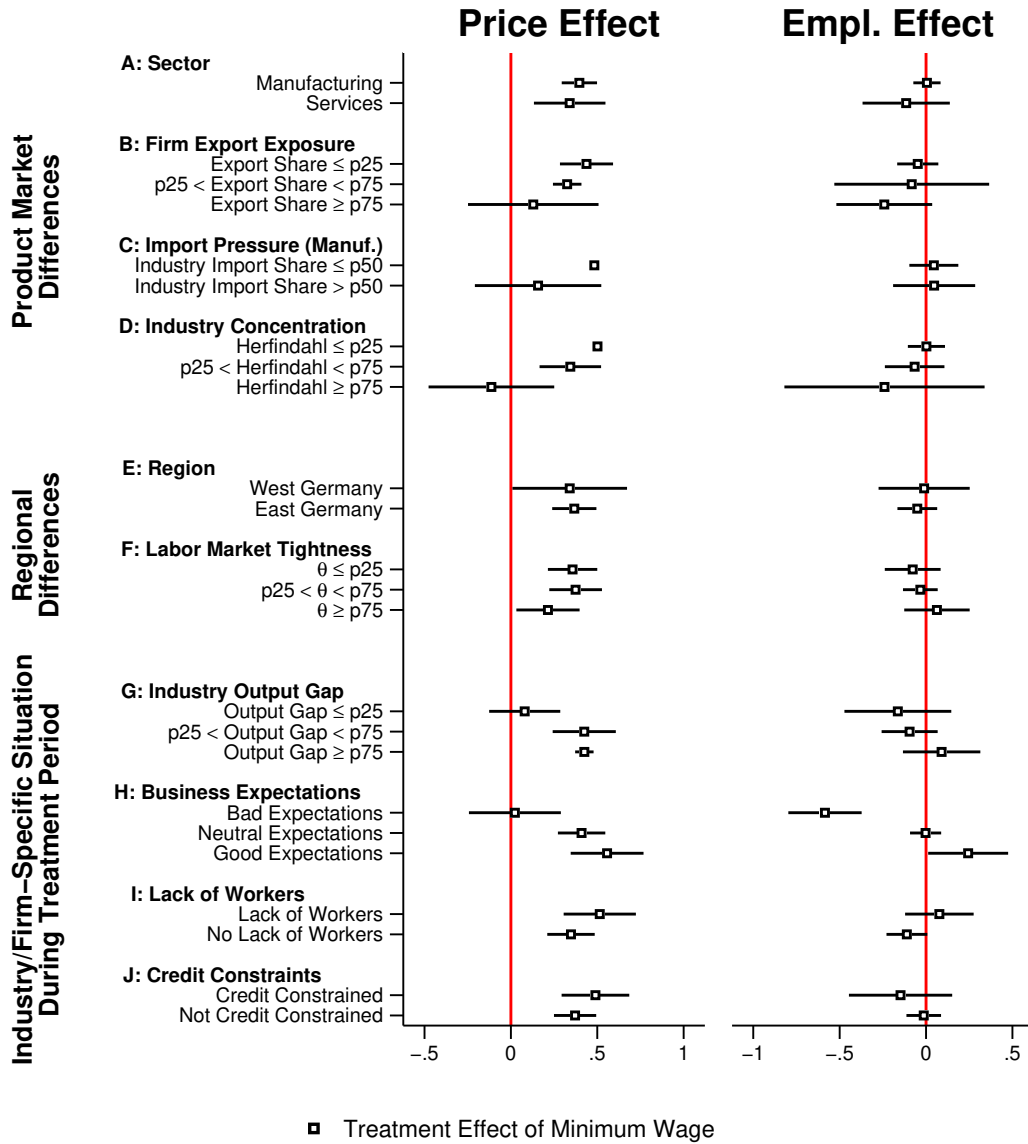 Price Effect
Empl. Effect
Product Market
Differences
A: Sector
Manufacturing
Services
B: Firm Export Exposure
Export Share ≤ p25
p25 < Export Share < p75
Export Share ≥ p75
C: Import Pressure (Manuf.)
Industry Import Share ≤ p50
Industry Import Share > p50
D: Industry Concentration
Herfindahl ≤ p25
p25 < Herfindahl < p75
Herfindahl ≥ p75
Regional
Differences
E: Region
West Germany
East Germany
F: Labor Market Tightness
θ ≤ p25
p25 < θ < p75
θ ≥ p75
Industry/Firm−Specific Situation
During Treatment Period
G: Industry Output Gap
Output Gap ≤ p25
p25 < Output Gap < p75
Output Gap ≥ p75
H: Business Expectations
Bad Expectations
Neutral Expectations
Good Expectations
I: Lack of Workers
Lack of Workers
No Lack of Workers
J: Credit Constraints
Credit Constrained
Not Credit Constrained
−.5 0 .5 1
−1 −.5 0 .5
Treatment Effect of Minimum Wage